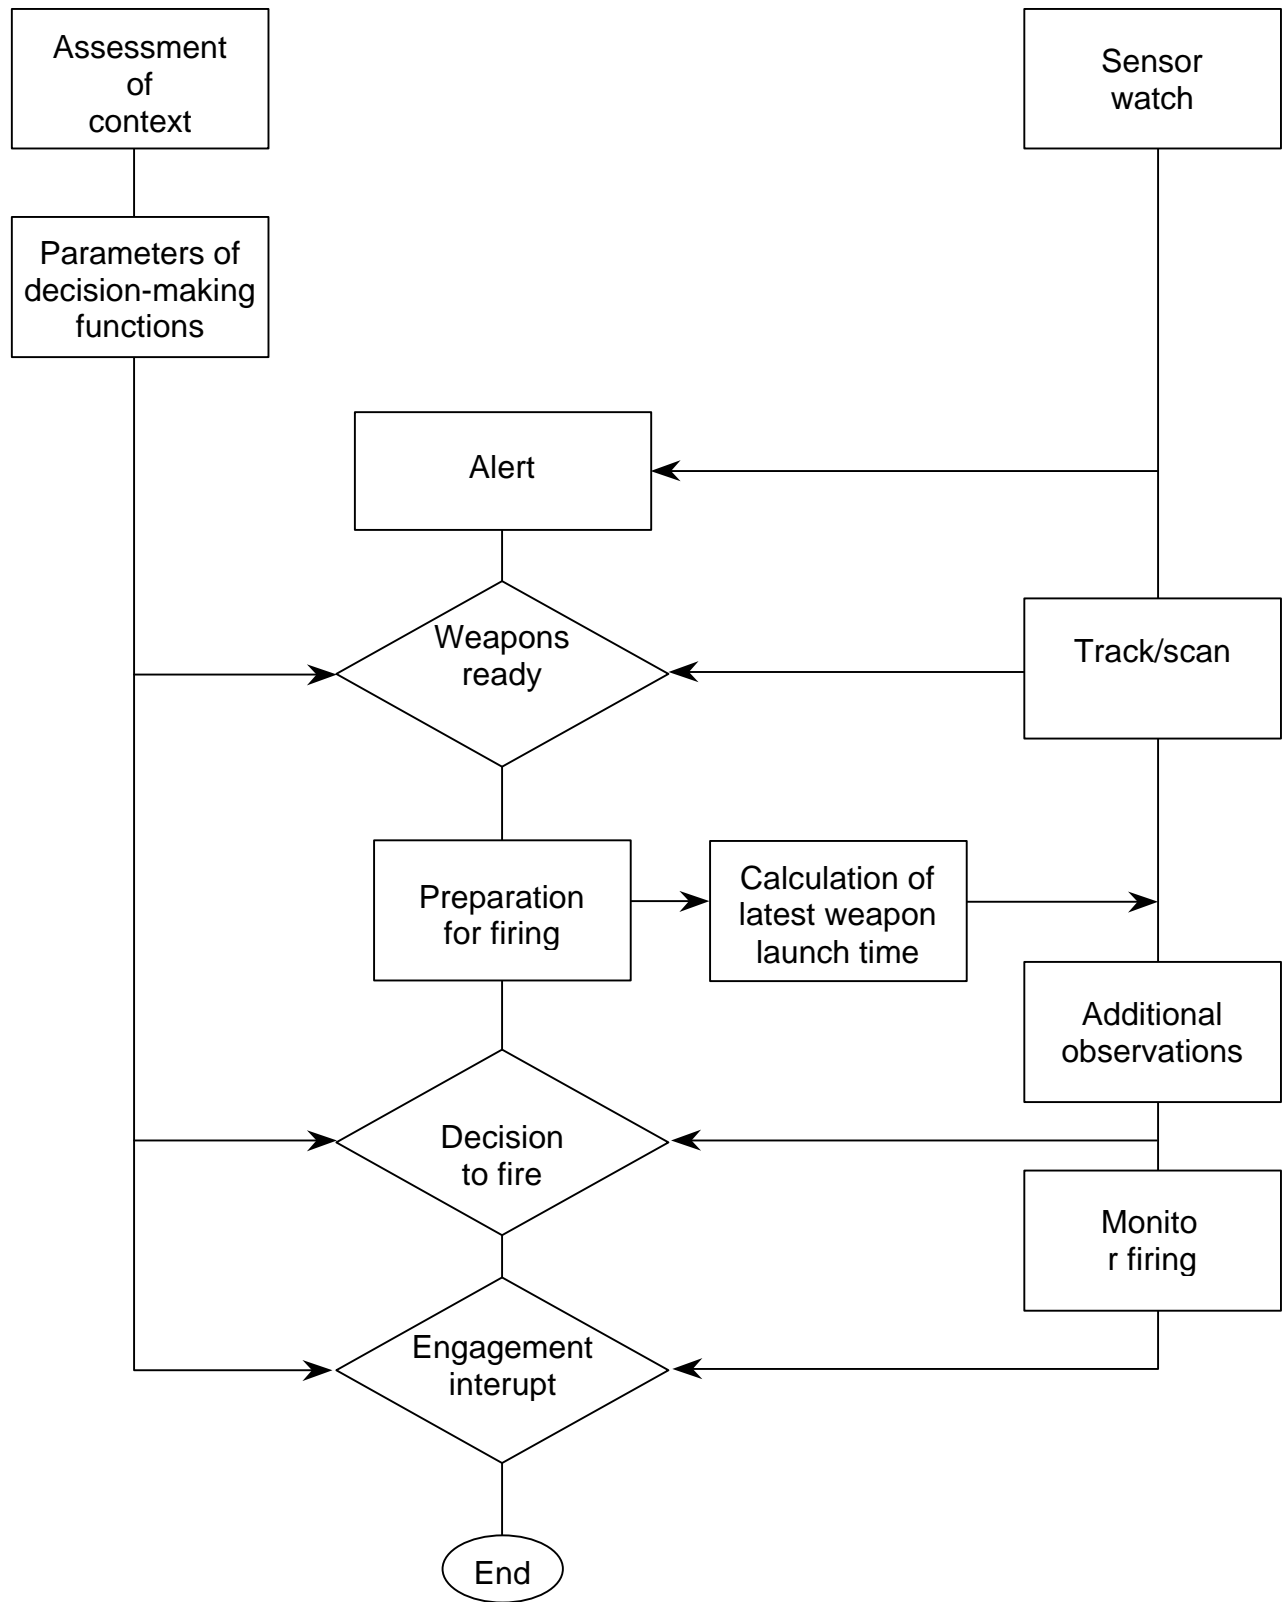 Assessment
of
context
Sensor
watch
Parameters of
decision-making
functions
Alert
Weapons
ready
Track/scan
Preparation
for firing
Calculation of
latest weapon
launch time
Additional
observations
Decision
to fire
Monito
r firing
Engagement
interupt
End